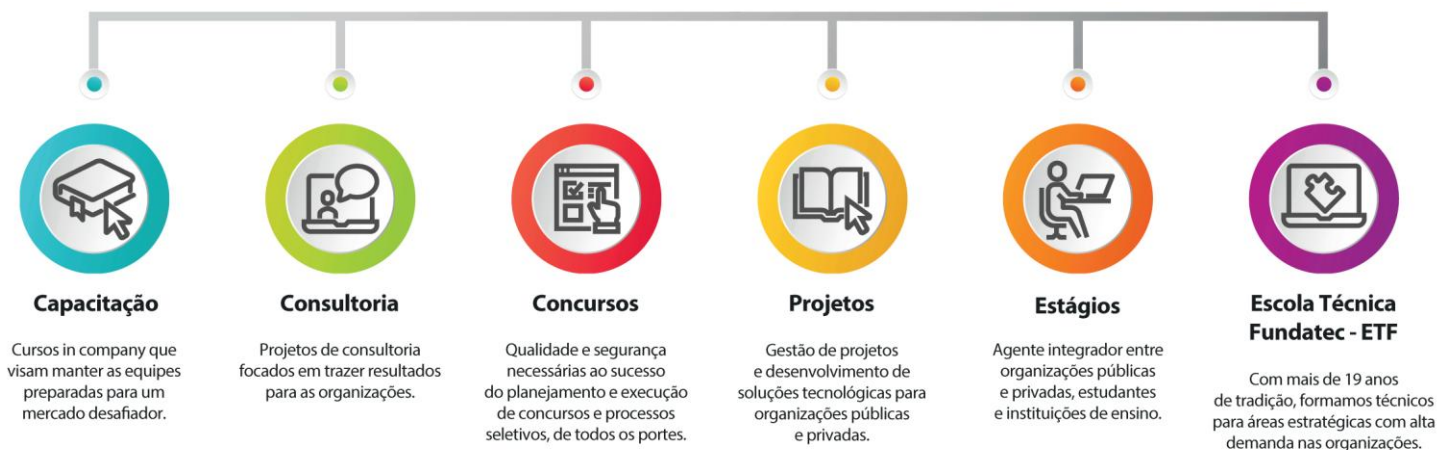 Capacitação
Cursos in company que
visam manter as equipes
preparadas para um
mercado desafiador.
Consultoria
Projetos de consultoria
focados em trazer resultados
para as organizações.
Concursos
Qualidade e segurança
necessárias ao sucesso
do planejamento e execução
de concursos e processos
seletivos, de todos os portes.
Projetos
Gestão de projetos
e desenvolvimento de
soluções tecnológicas para
organizações públicas
e privadas.
Estágios
Agente integrador entre
organizações públicas
e privadas, estudantes
e instituições de ensino.
Escola Técnica
Fundatec - ETF
Com mais de 19 anos
de tradição, formamos técnicos
para áreas estratégicas com alta
demanda nas organizações.